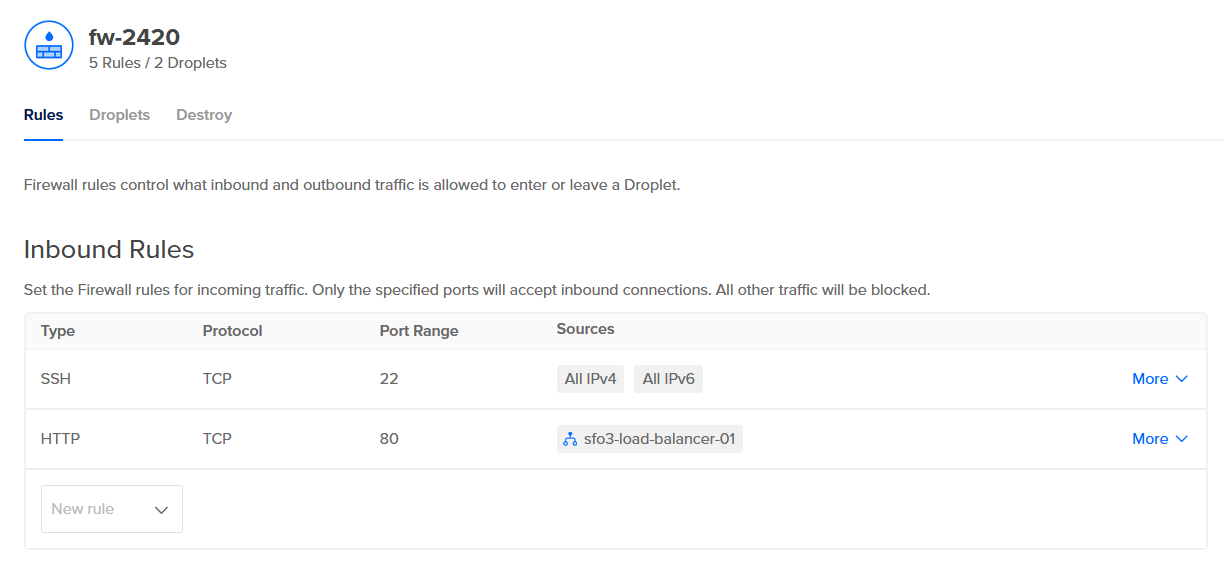 fw-2420
5 Rules / 2 Droplets
Rules Droplets Destroy
Firewall rules control what inbound and outbound traffic is allowed to enter or leave a Droplet.
Inbound Rules
Set the Firewall rules for incoming traffic. Only the specified ports will accept inbound connections. All other traffic will be blocked.
Type Protocol Port Range Sources
SSH TCP 22 All IPv4 All IPv6 More
HTTP TCP 80 sfo3-load-balancer-01 More
New rule